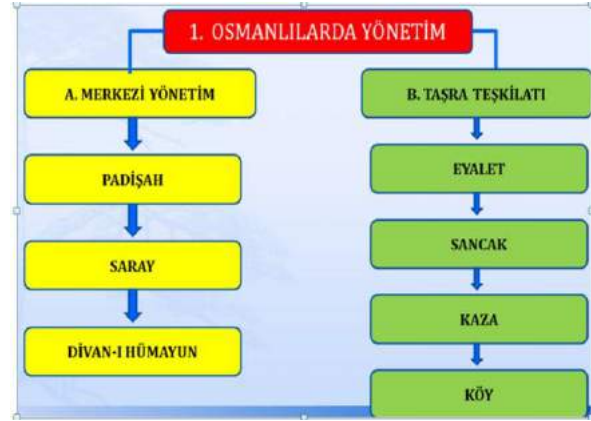 1. OSMANLILARDA YÖNETİM
A. MERKEZİ YÖNETİM
PADİŞAH
SARAY
DİVAN-I HÜMAYUN
B. TAŞRA TEŞKİLATI
EYALET
SANCAK
KAZA
KÖY